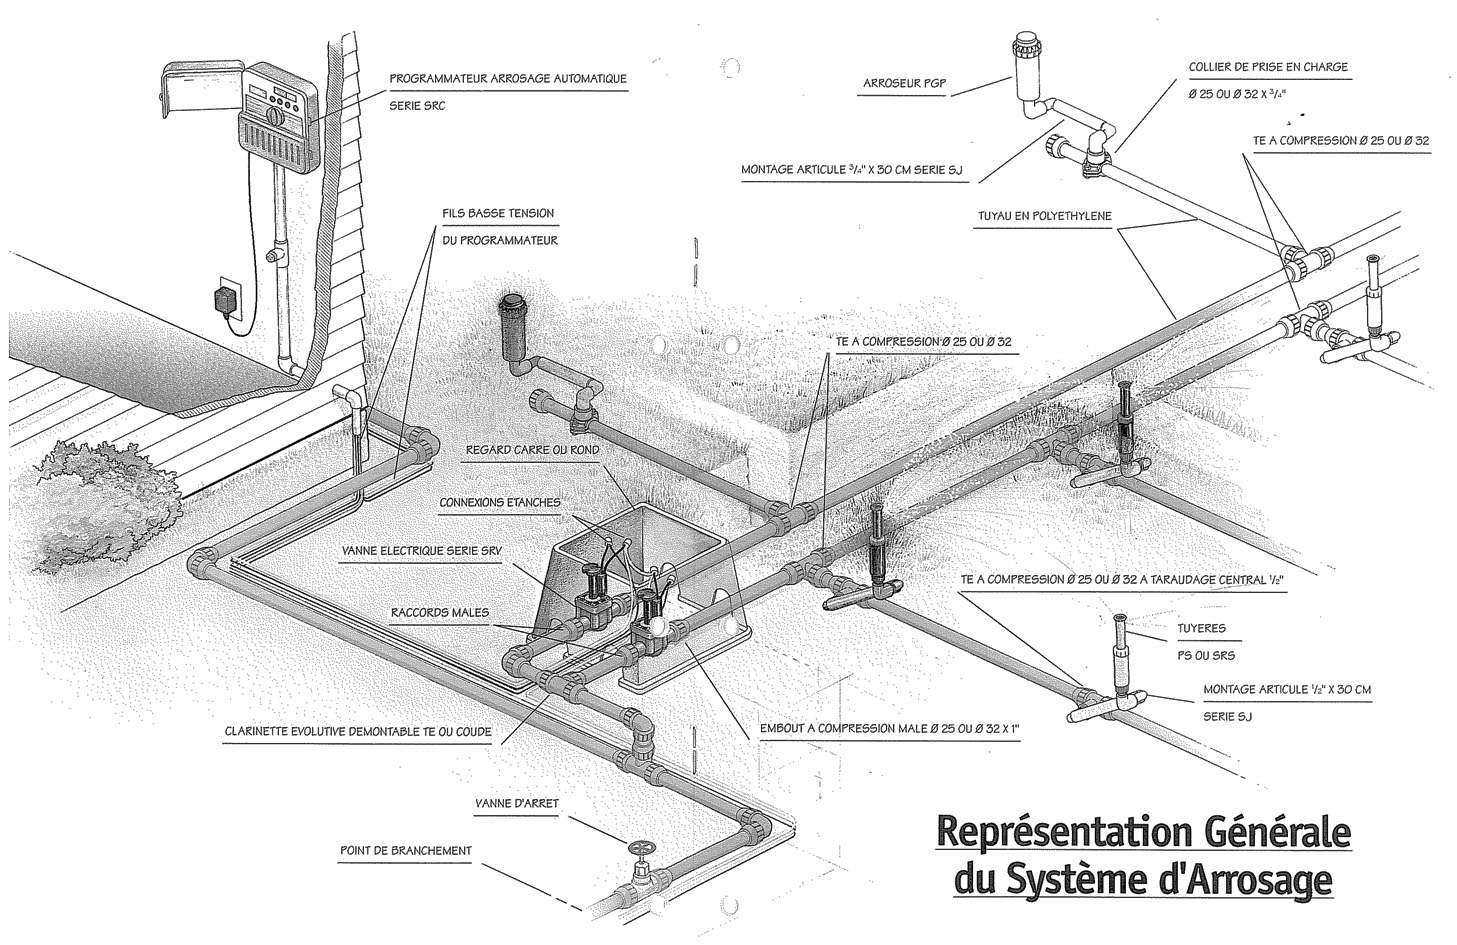 PROGRAMMATEUR ARROSAGE AUTOMATIQUE
SERIE SRC
ARROSEUR PGP
COLLIER DE PRISE EN CHARGE
Ø 25 OU Ø 32 X 3/4"
TE A COMPRESSION Ø 25 OU Ø 32
MONTAGE ARTICULE 3/4" X 30 CM SERIE SJ
TUYAU EN POLYETHYLENE
FILS BASSE TENSION
DU PROGRAMMATEUR
TE A COMPRESSION Ø 25 OU Ø 32
REGARD CARRE OU ROND
CONNEXIONS ETANCHES
VANNE ELECTRIQUE SERIE SRV
RACCORDS MALES
TE A COMPRESSION Ø 25 OU Ø 32 A TARAUDAGE CENTRAL 1/2"
TUYERES
PS OU SRS
MONTAGE ARTICULE 1/2" X 30 CM
SERIE SJ
CLARINETTE EVOLUTIVE DEMONTABLE TE OU COUDE
EMBOUT A COMPRESSION MALE Ø 25 OU Ø 32 X 1"
VANNE D'ARRET
POINT DE BRANCHEMENT
Représentation Générale
du Système d'Arrosage